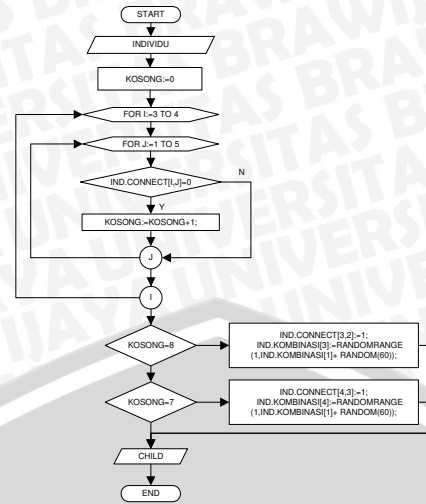 START
INDIVIDU
KOSONG:=0
FOR I:=3 TO 4
FOR J:=1 TO 5
IND.CONNECT[I,J]=0
N
Y
KOSONG:=KOSONG+1;
J
I
KOSONG=8
IND.CONNECT[3,2]:=1;
IND.KOMBINASI[3]:=RANDOMRANGE
(1,IND.KOMBINASI[1]+ RANDOM(60));
KOSONG=7
IND.CONNECT[4,3]:=1;
IND.KOMBINASI[4]:=RANDOMRANGE
(1,IND.KOMBINASI[1]+ RANDOM(60));
CHILD
END